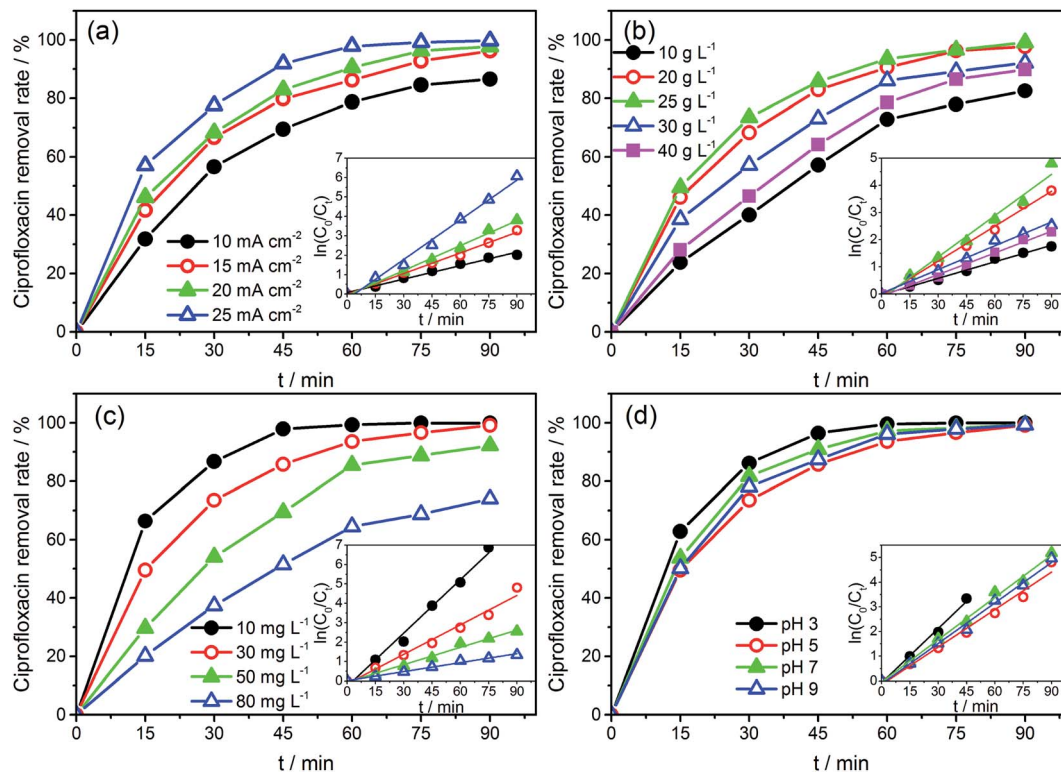 (a)
Ciprofloxacin removal rate / %
100
80
60
40
20
0
0 15 30 45 60 75 90
t / min
10 mA cm⁻²
15 mA cm⁻²
20 mA cm⁻²
25 mA cm⁻²
ln(C₀/Cₜ)
7
6
5
4
3
2
1
0
0 15 30 45 60 75 90
t / min
(b)
Ciprofloxacin removal rate / %
100
80
60
40
20
0
0 15 30 45 60 75 90
t / min
10 g L⁻¹
20 g L⁻¹
25 g L⁻¹
30 g L⁻¹
40 g L⁻¹
ln(C₀/Cₜ)
5
4
3
2
1
0
0 15 30 45 60 75 90
t / min
(c)
Ciprofloxacin removal rate / %
100
80
60
40
20
0
0 15 30 45 60 75 90
t / min
10 mg L⁻¹
30 mg L⁻¹
50 mg L⁻¹
80 mg L⁻¹
ln(C₀/Cₜ)
7
6
5
4
3
2
1
0
0 15 30 45 60 75 90
t / min
(d)
Ciprofloxacin removal rate / %
100
80
60
40
20
0
0 15 30 45 60 75 90
t / min
pH 3
pH 5
pH 7
pH 9
ln(C₀/Cₜ)
5
4
3
2
1
0
0 15 30 45 60 75 90
t / min